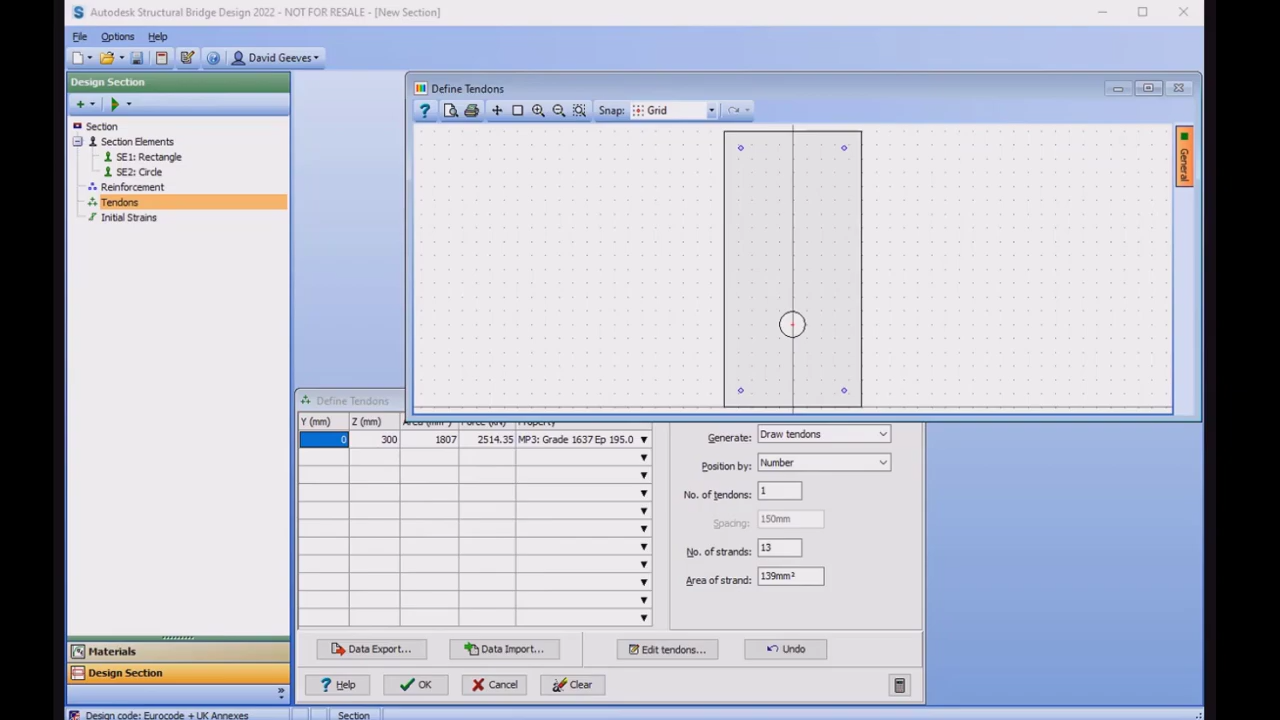 Autodesk Structural Bridge Design 2022 - NOT FOR RESALE - [New Section]
File Options Help
David Geeves
Design Section
Define Tendons
Snap: Grid
General
Section
Section Elements
SE1: Rectangle
SE2: Circle
Reinforcement
Tendons
Initial Strains
Define Tendons
Y (mm) Z (mm) Area (mm²) Force (kN) Property
0 300 1807 2514.35 MP3: Grade 1637 Ep 195.0
Generate: Draw tendons
Position by: Number
No. of tendons: 1
Spacing: 150mm
No. of strands: 13
Area of strand: 139mm²
Data Export... Data Import... Edit tendons... Undo
Help OK Cancel Clear
Materials
Design Section
Design code: Eurocode + UK Annexes Section